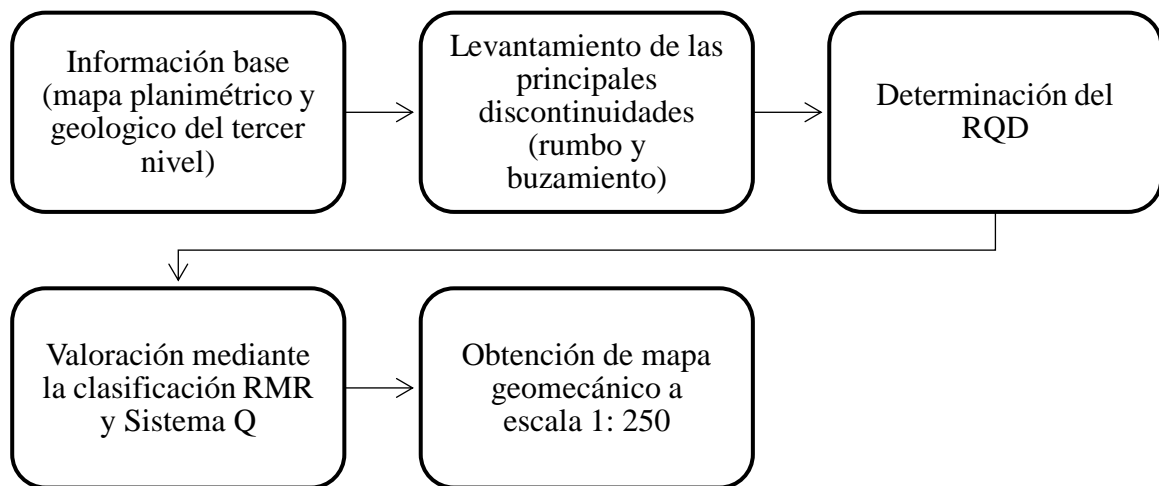 Información base
(mapa planimétrico y
geologico del tercer
nivel)
Levantamiento de las
principales
discontinuidades
(rumbo y
buzamiento)
Determinación del
RQD
Valoración mediante
la clasificación RMR
y Sistema Q
Obtención de mapa
geomecánico a
escala 1: 250